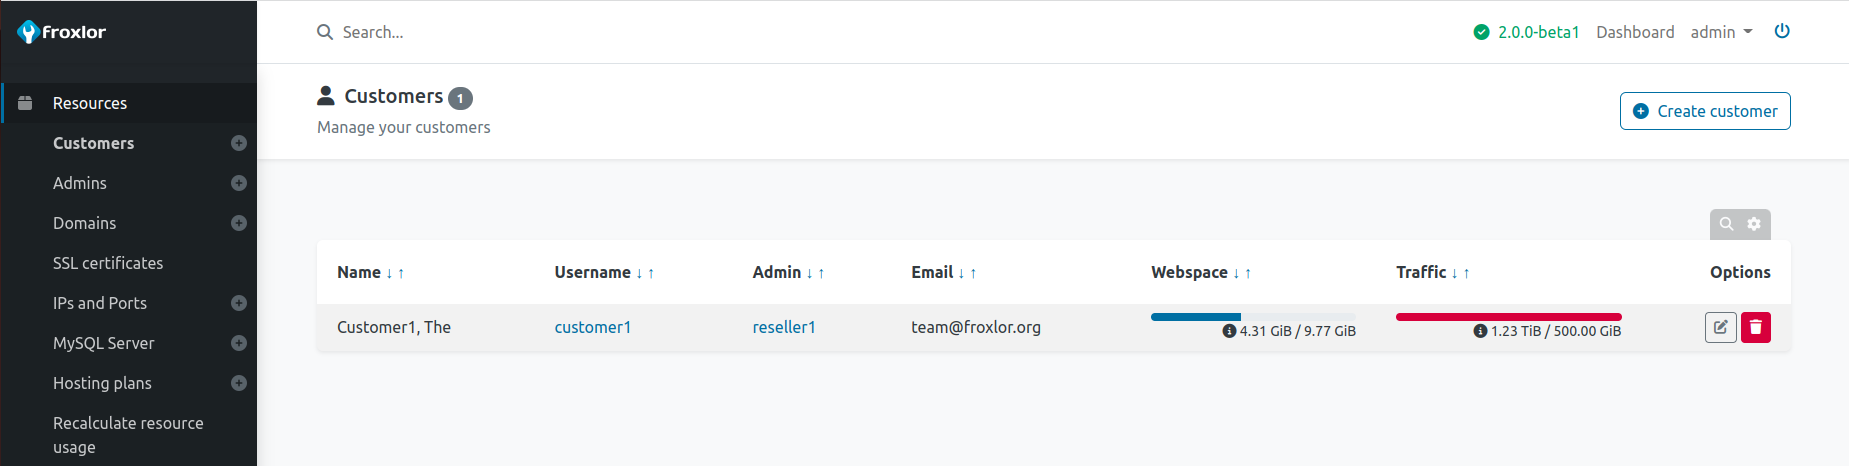 froxlor
Search...
2.0.0-beta1 Dashboard admin
Resources
Customers
Admins
Domains
SSL certificates
IPs and Ports
MySQL Server
Hosting plans
Recalculate resource
usage
Customers 1
Manage your customers
Create customer
Name ↓ ↑ Username ↓ ↑ Admin ↓ ↑ Email ↓ ↑ Webspace ↓ ↑ Traffic ↓ ↑ Options
Customer1, The customer1 reseller1 team@froxlor.org 4.31 GiB / 9.77 GiB 1.23 TiB / 500.00 GiB